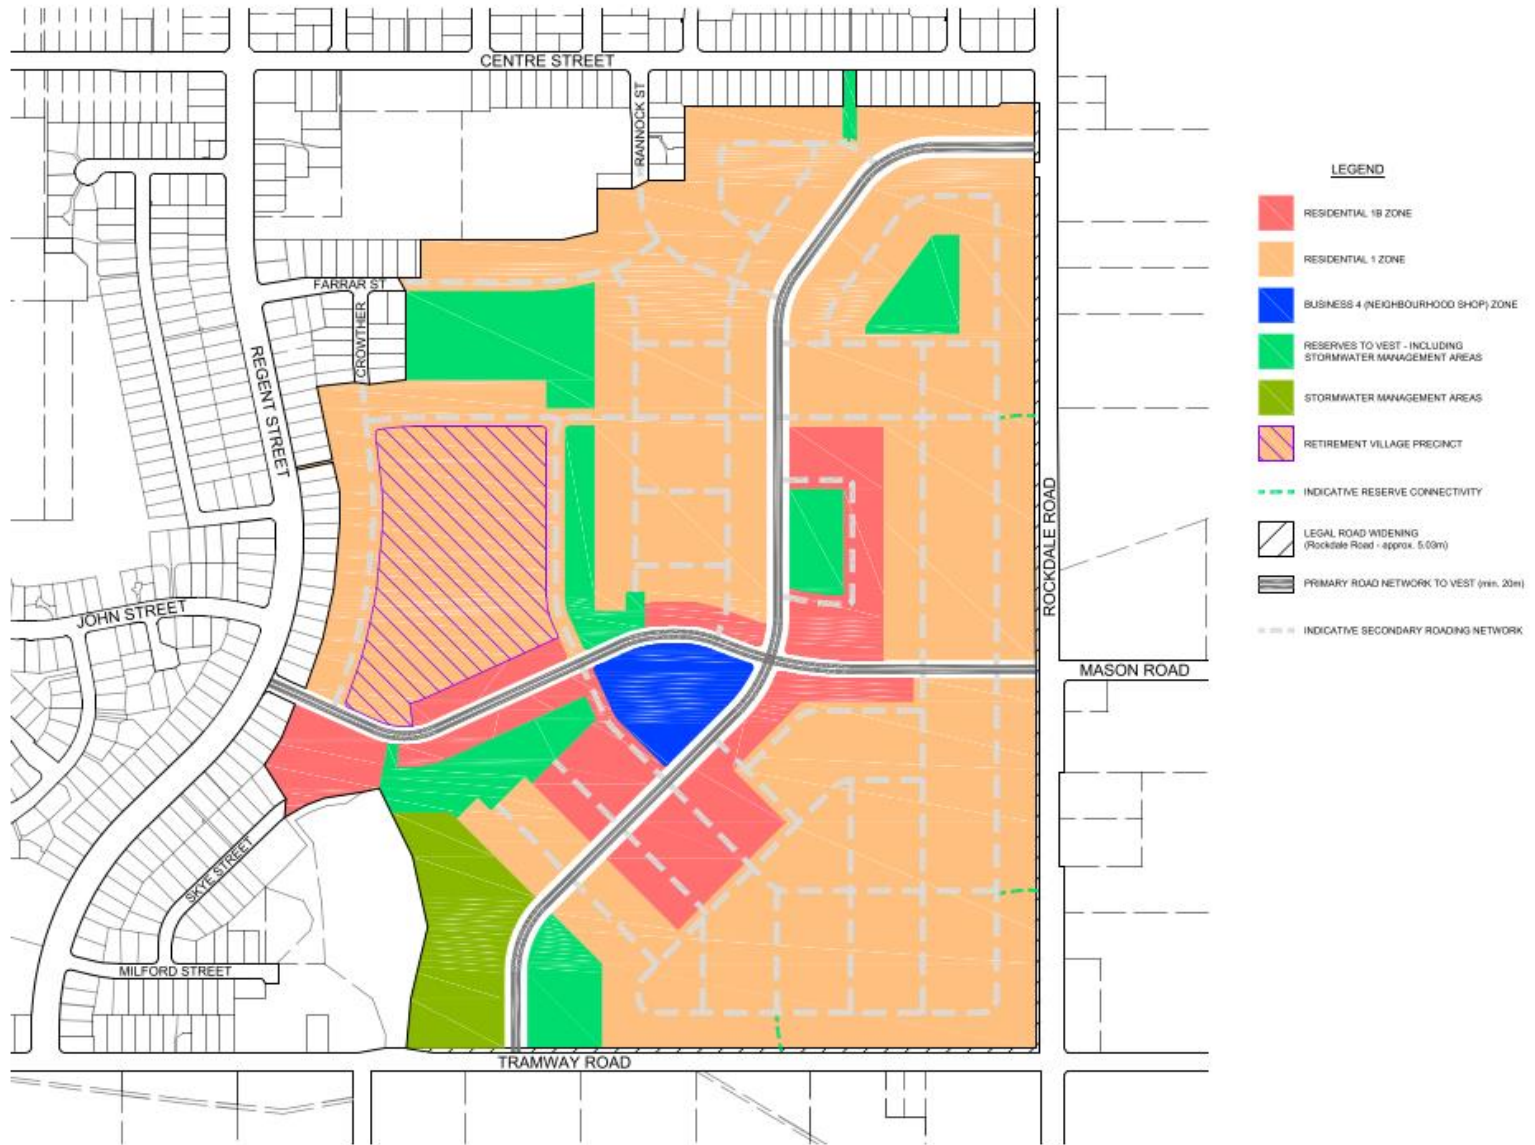 CENTRE STREET
RANNOCK ST
FARRAR ST
CROWTHER
REGENT STREET
JOHN STREET
ROCKDALE ROAD
MASON ROAD
SKYE STREET
MILFORD STREET
TRAMWAY ROAD
LEGEND
RESIDENTIAL 1B ZONE
RESIDENTIAL 1 ZONE
BUSINESS 4 (NEIGHBOURHOOD SHOP) ZONE
RESERVES TO VEST - INCLUDING
STORMWATER MANAGEMENT AREAS
STORMWATER MANAGEMENT AREAS
RETIREMENT VILLAGE PRECINCT
INDICATIVE RESERVE CONNECTIVITY
LEGAL ROAD WIDENING
(Rockdale Road - approx. 5.03m)
PRIMARY ROAD NETWORK TO VEST (min. 20m)
INDICATIVE SECONDARY ROADING NETWORK